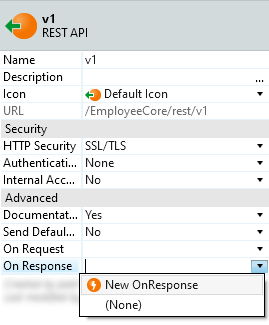 v1
REST API
Name v1
Description ...
Icon Default Icon
URL /EmployeeCore/rest/v1
Security
HTTP Security SSL/TLS
Authenticati... None
Internal Acc... No
Advanced
Documentat... Yes
Send Defaul... No
On Request
On Response
New OnResponse
(None)